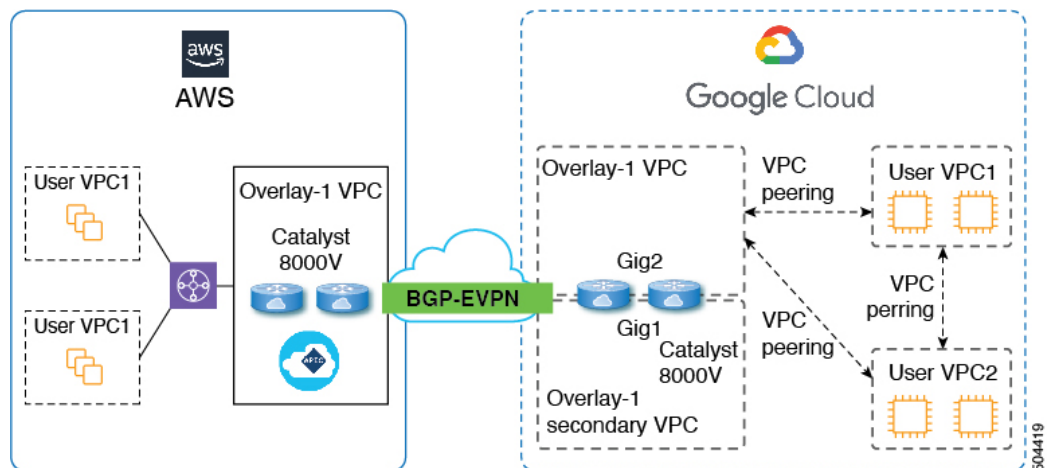 aws
AWS
User VPC1
User VPC1
Overlay-1 VPC
Catalyst
8000V
APIC
BGP-EVPN
Google Cloud
Overlay-1 VPC
Gig2
Gig1
Catalyst
8000V
Overlay-1
secondary VPC
VPC
peering
VPC
peering
User VPC1
VPC
perring
User VPC2
504419